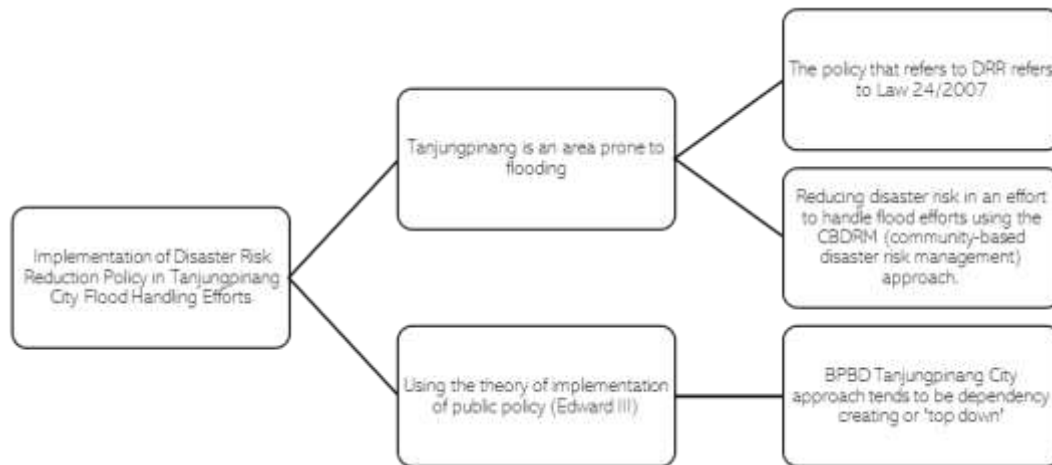 Implementation of Disaster Risk
Reduction Policy in Tanjungpinang
City Flood Handling Efforts
Tanjungpinang is an area prone to
flooding
The policy that refers to DRR refers
to Law 24/2007
Reducing disaster risk in an effort
to handle flood efforts using the
CBDRM (community-based
disaster risk management)
approach.
Using the theory of implementation
of public policy (Edward III)
BPBD Tanjungpinang City
approach tends to be dependency
creating or 'top down'